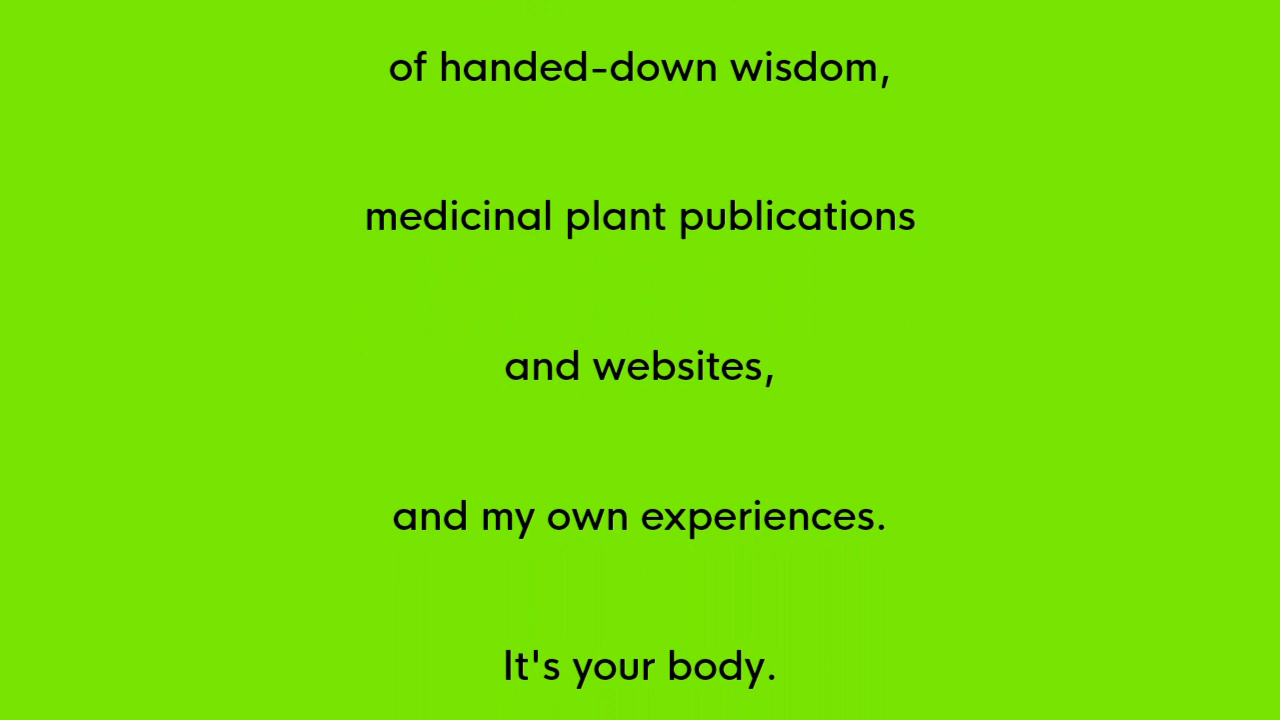 of handed-down wisdom,
medicinal plant publications
and websites,
and my own experiences.
It's your body.